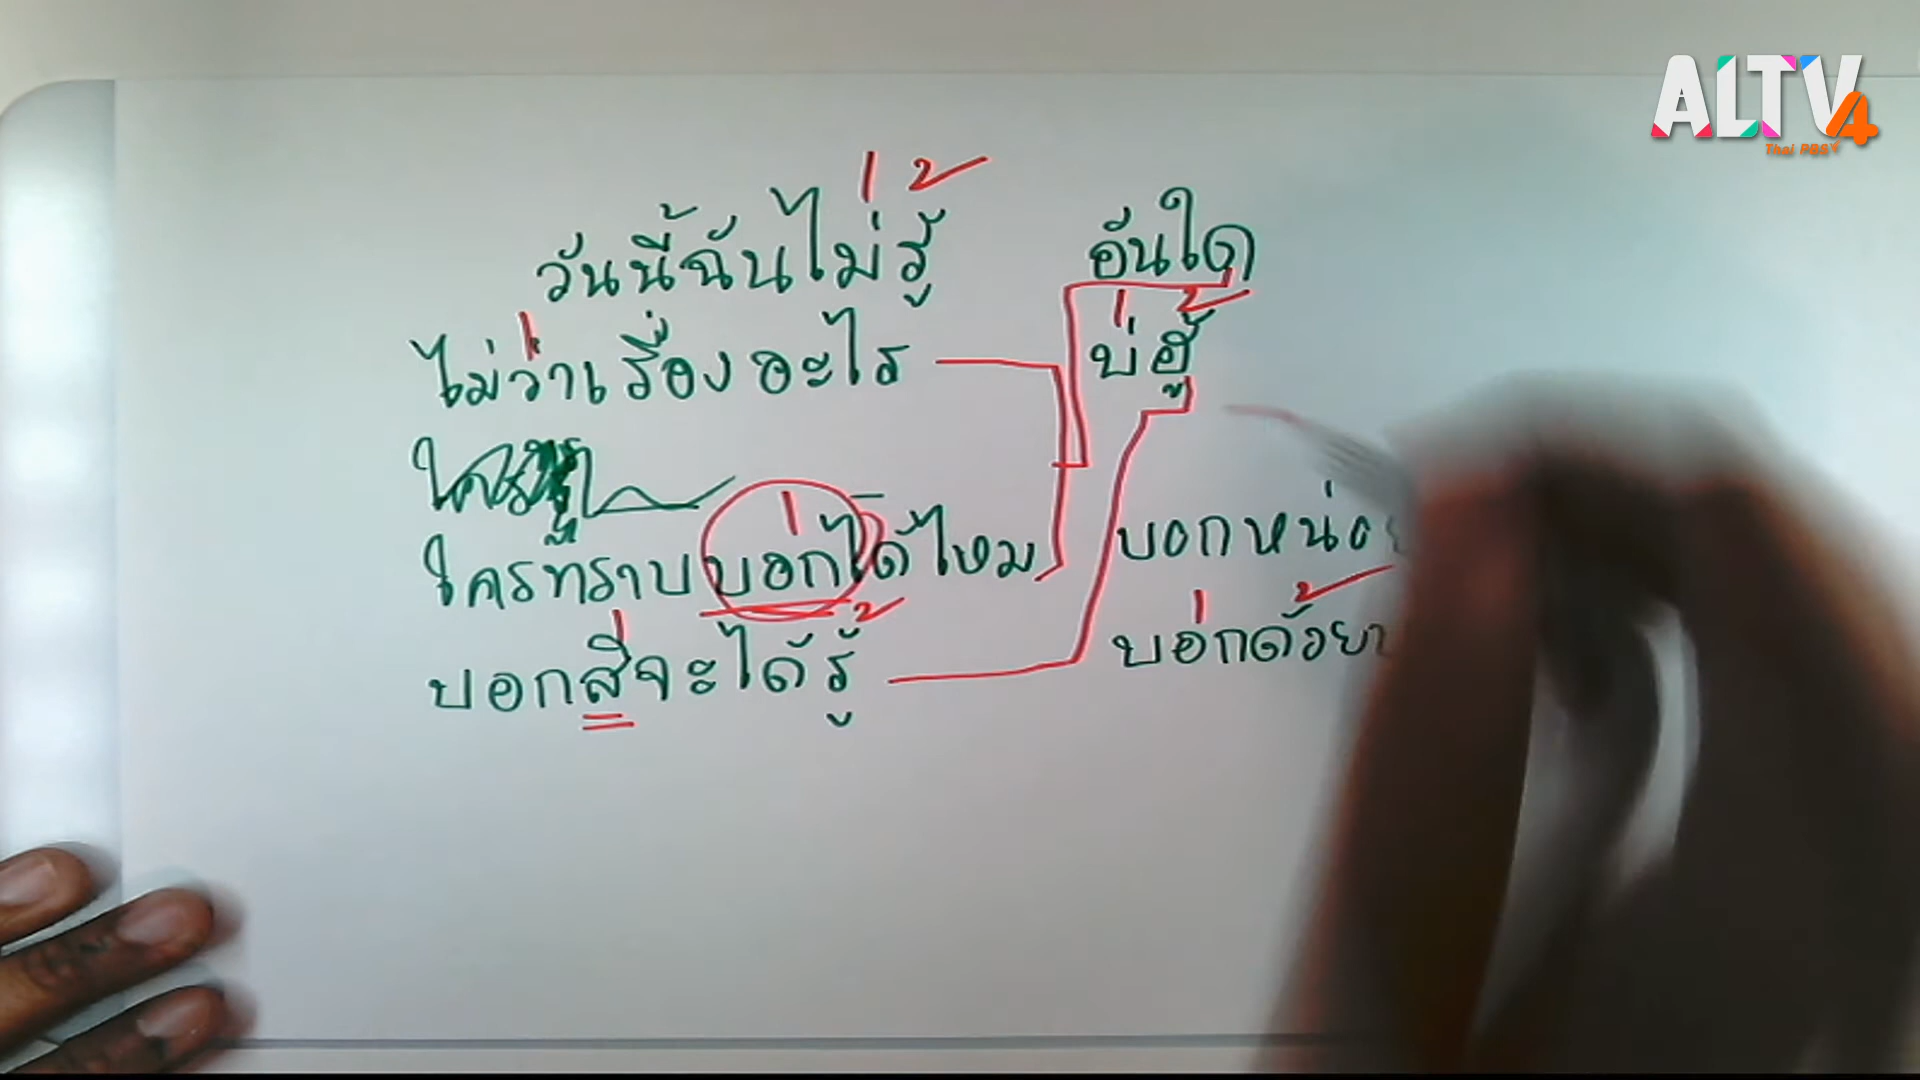 ALTV4
Thai PBS
วันนี้ฉันไม่รู้ อันใด
ไม่ว่าเรื่องอะไร บ่ฮู้
ใครทราบบอก่ได้ไหม บอกหน่อย
บอกสี่จะได้รู้ บอ่กด้วย